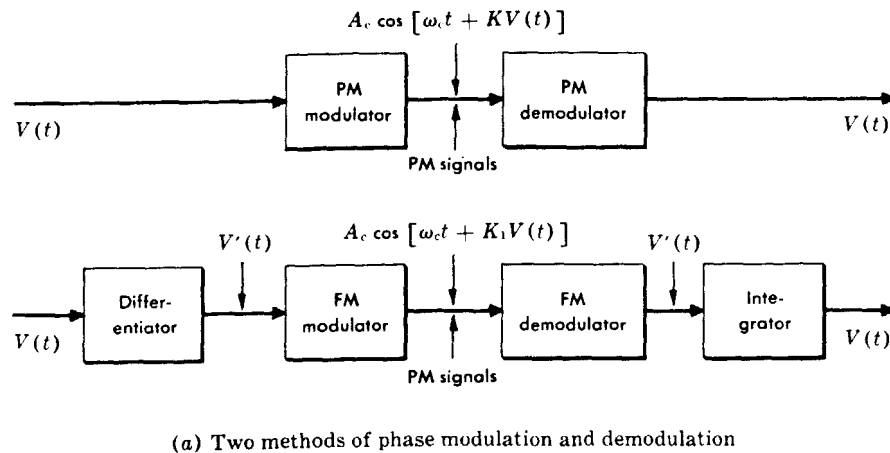 A_c cos [ω_c t + KV(t)]
PM
modulator
PM
demodulator
V(t)
V(t)
PM signals
V′(t)
A_c cos [ω_c t + K₁V(t)]
V′(t)
Differ-
entiator
FM
modulator
FM
demodulator
Inte-
grator
V(t)
V(t)
PM signals
(a) Two methods of phase modulation and demodulation